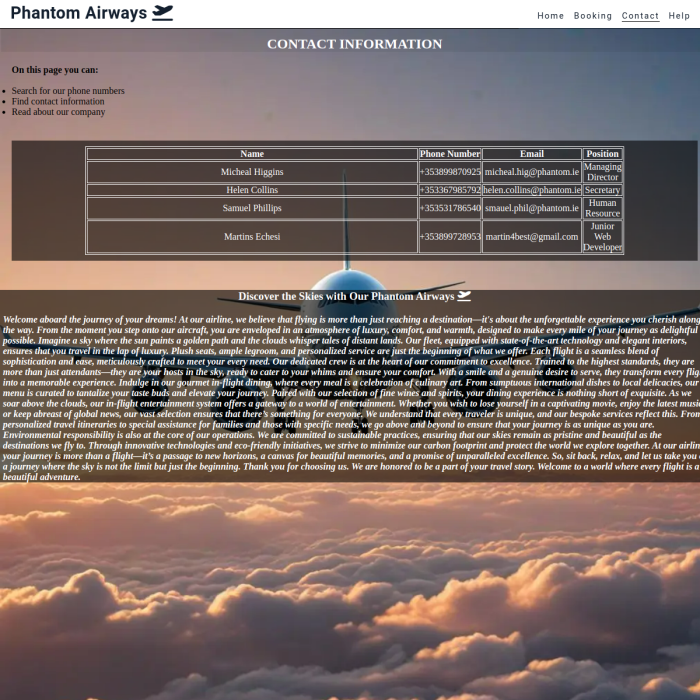 Phantom Airways
Home Booking Contact Help
CONTACT INFORMATION
On this page you can:
Search for our phone numbers
Find contact information
Read about our company
Name Phone Number Email Position
Micheal Higgins +353899870925 micheal.hig@phantom.ie Managing Director
Helen Collins +353367985792 helen.collins@phantom.ie Secretary
Samuel Phillips +353531786540 smauel.phil@phantom.ie Human Resource
Martins Echesi +353899728953 martin4best@gmail.com Junior Web Developer
Discover the Skies with Our Phantom Airways
Welcome aboard the journey of your dreams! At our airline, we believe that flying is more than just reaching a destination—it's about the unforgettable experience you cherish along
the way. From the moment you step onto our aircraft, you are enveloped in an atmosphere of luxury, comfort, and warmth, designed to make every mile of your journey as delightful
possible. Imagine a sky where the sun paints a golden path and the clouds whisper tales of distant lands. Our fleet, equipped with state-of-the-art technology and elegant interiors,
ensures that you travel in the lap of luxury. Plush seats, ample legroom, and personalized service are just the beginning of what we offer. Each flight is a seamless blend of
sophistication and ease, meticulously crafted to meet your every need. Our dedicated crew is at the heart of our commitment to excellence. Trained to the highest standards, they are
more than just attendants—they are your hosts in the sky, ready to cater to your whims and ensure your comfort. With a smile and a genuine desire to serve, they transform every flig
into a memorable experience. Indulge in our gourmet in-flight dining, where every meal is a celebration of culinary art. From sumptuous international dishes to local delicacies, our
menu is curated to tantalize your taste buds and elevate your journey. Paired with our selection of fine wines and spirits, your dining experience is nothing short of exquisite. As we
soar above the clouds, our in-flight entertainment system offers a gateway to a world of entertainment. Whether you wish to lose yourself in a captivating movie, enjoy the latest music
or keep abreast of global news, our vast selection ensures that there's something for everyone. We understand that every traveler is unique, and our bespoke services reflect this. From
personalized travel itineraries to special assistance for families and those with specific needs, we go above and beyond to ensure that your journey is as unique as you are.
Environmental responsibility is also at the core of our operations. We are committed to sustainable practices, ensuring that our skies remain as pristine and beautiful as the
destinations we fly to. Through innovative technologies and eco-friendly initiatives, we strive to minimize our carbon footprint and protect the world we explore together. At our airlin
your journey is more than a flight—it's a passage to new horizons, a canvas for beautiful memories, and a promise of unparalleled excellence. So, sit back, relax, and let us take you
a journey where the sky is not the limit but just the beginning. Thank you for choosing us. We are honored to be a part of your travel story. Welcome to a world where every flight is a
beautiful adventure.